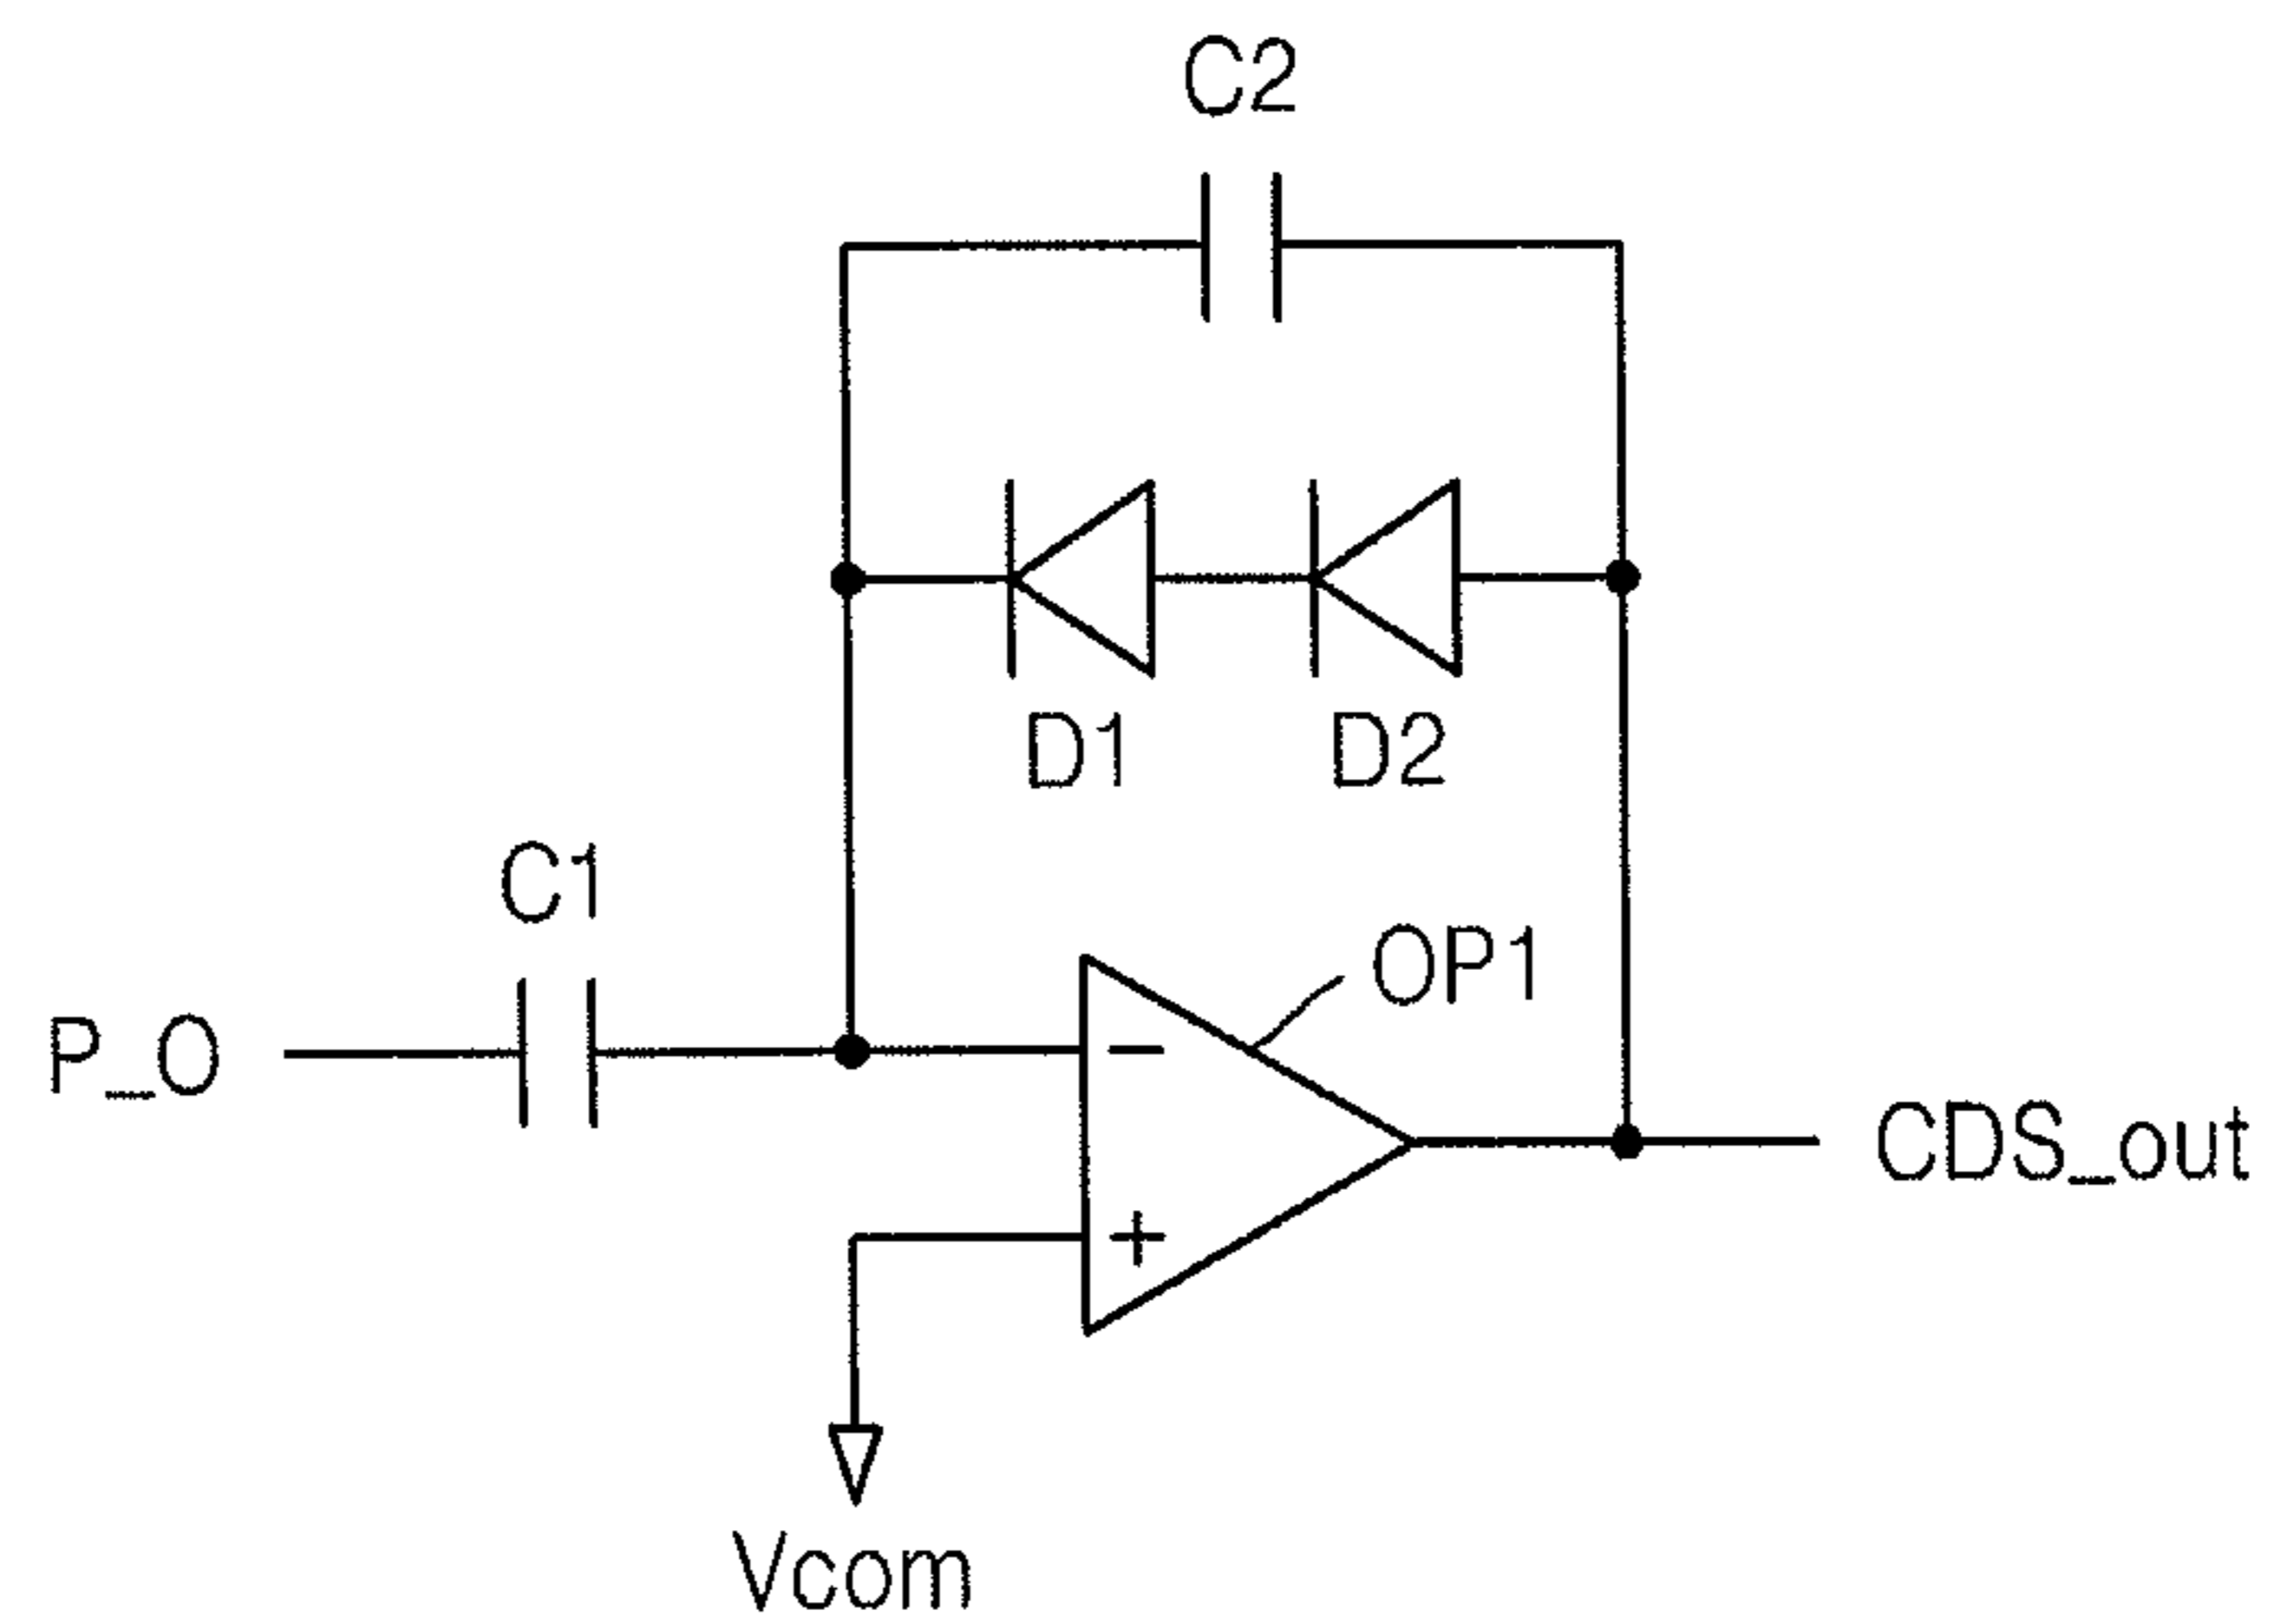 C2
D1 D2
C1
OP1
P_O
-
+
CDS_out
Vcom